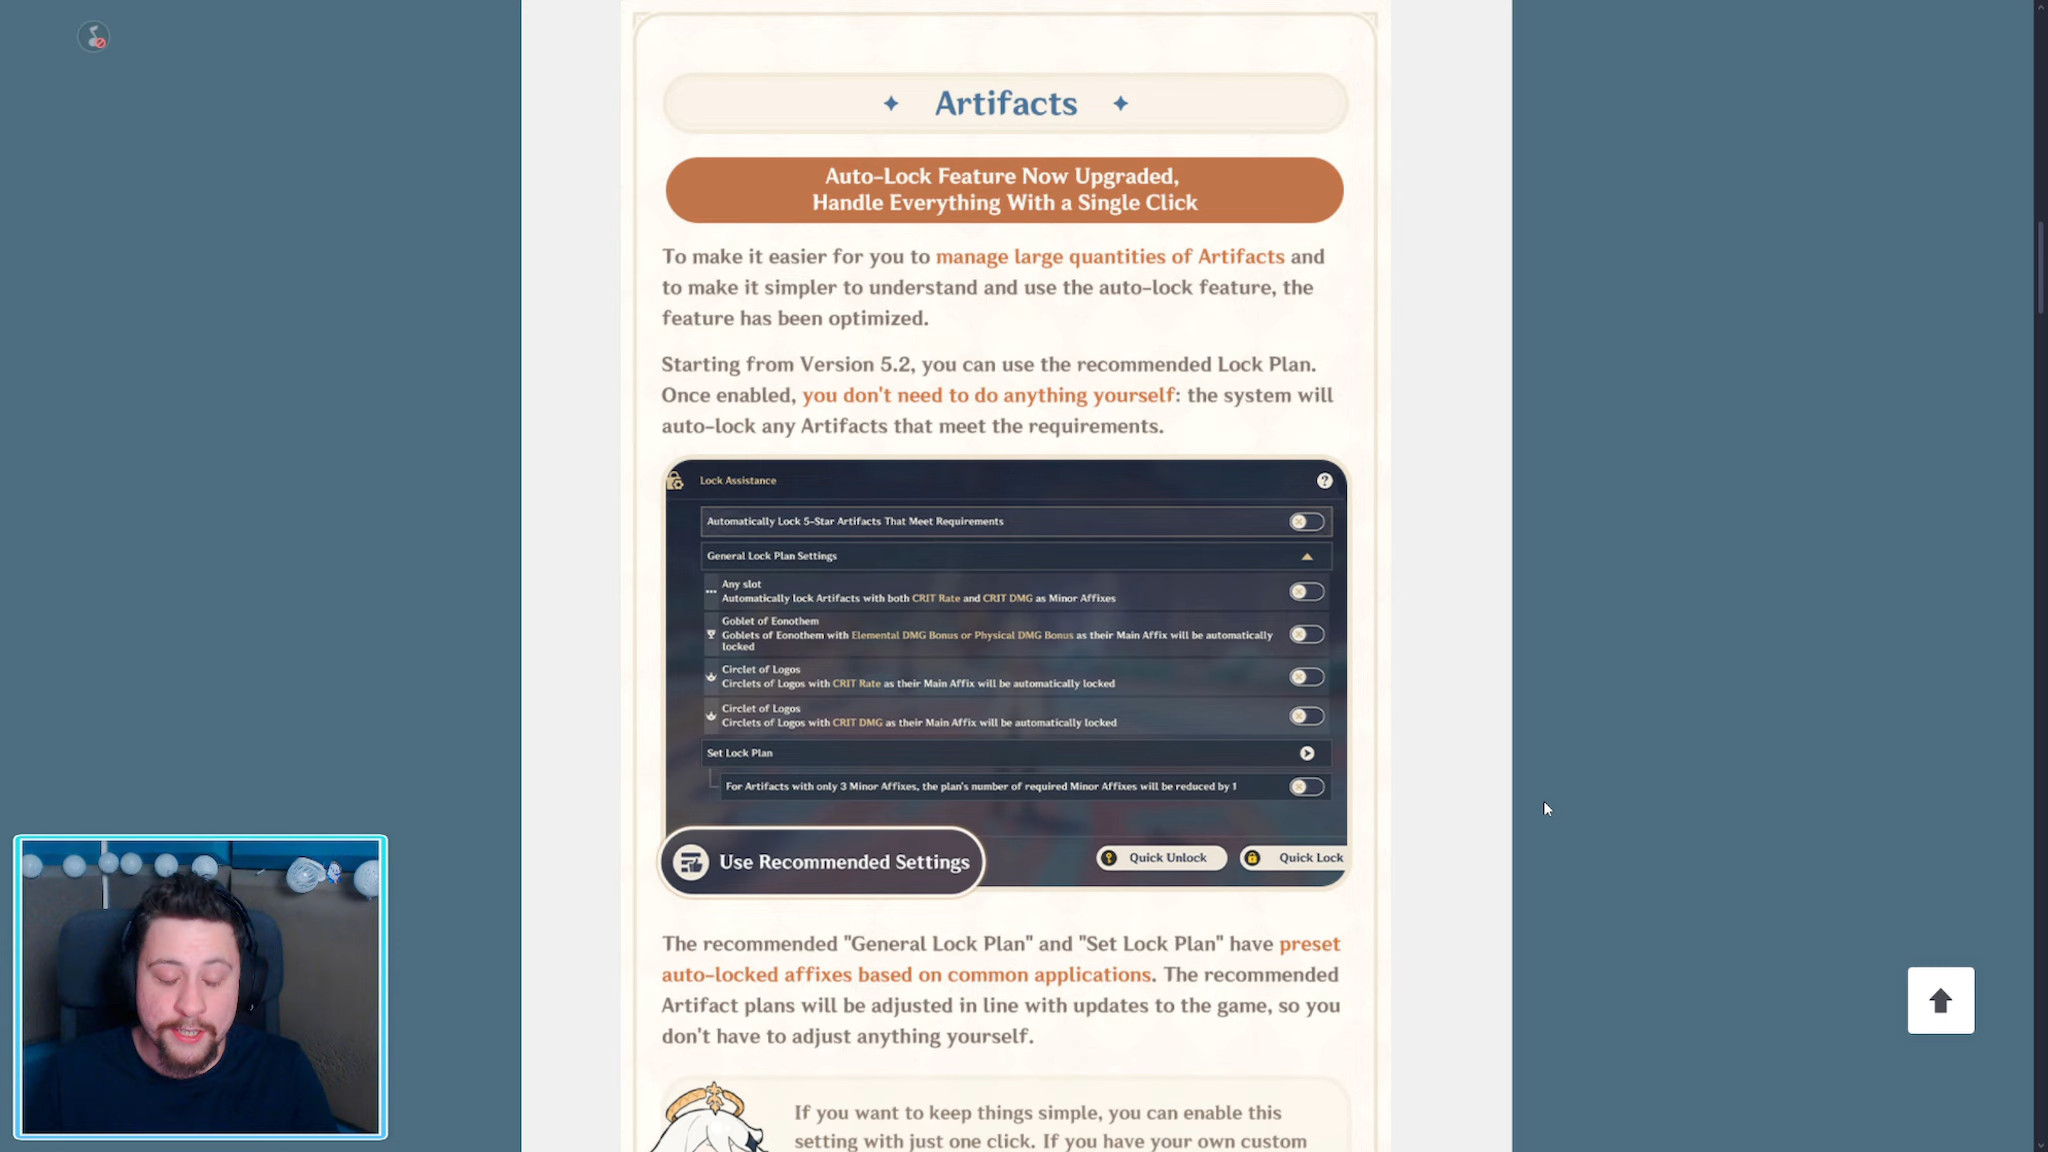 Artifacts
Auto-Lock Feature Now Upgraded,
Handle Everything With a Single Click
To make it easier for you to manage large quantities of Artifacts and
to make it simpler to understand and use the auto-lock feature, the
feature has been optimized.
Starting from Version 5.2, you can use the recommended Lock Plan.
Once enabled, you don't need to do anything yourself: the system will
auto-lock any Artifacts that meet the requirements.
Lock Assistance
?
Automatically Lock 5-Star Artifacts That Meet Requirements
General Lock Plan Settings
Any slot
Automatically lock Artifacts with both CRIT Rate and CRIT DMG as Minor Affixes
Goblet of Eonothem
Goblets of Eonothem with Elemental DMG Bonus or Physical DMG Bonus as their Main Affix will be automatically
locked
Circlet of Logos
Circlets of Logos with CRIT Rate as their Main Affix will be automatically locked
Circlet of Logos
Circlets of Logos with CRIT DMG as their Main Affix will be automatically locked
Set Lock Plan
For Artifacts with only 3 Minor Affixes, the plan's number of required Minor Affixes will be reduced by 1
Use Recommended Settings
Quick Unlock
Quick Lock
The recommended "General Lock Plan" and "Set Lock Plan" have preset
auto-locked affixes based on common applications. The recommended
Artifact plans will be adjusted in line with updates to the game, so you
don't have to adjust anything yourself.
If you want to keep things simple, you can enable this
setting with just one click. If you have your own custom